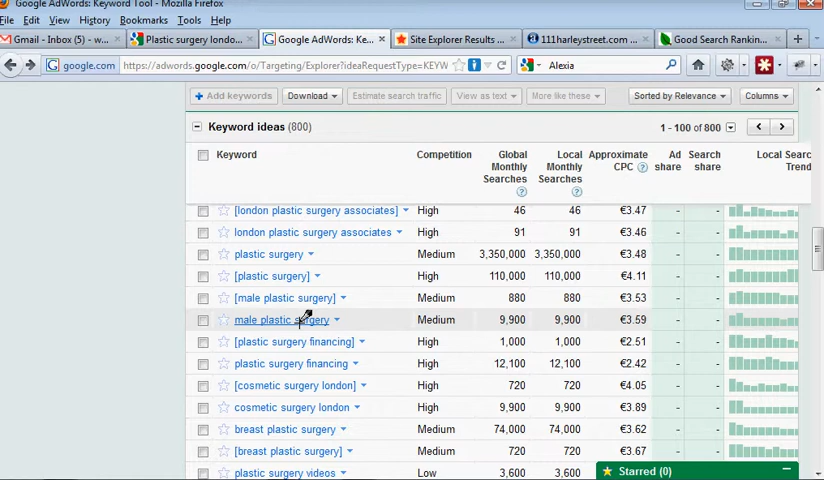 Google AdWords: Keyword Tool - Mozilla Firefox
File Edit View History Bookmarks Tools Help
Gmail - Inbox (5) - w... Plastic surgery londo... Google AdWords: Ke... Site Explorer Results ... 111harleystreet.com ... Good Search Rankin...
google.com https://adwords.google.com/o/Targeting/Explorer?ideaRequestType=KEYW Alexia
+ Add keywords Download Estimate search traffic View as text More like these Sorted by Relevance Columns
Keyword ideas (800) 1 - 100 of 800
Keyword Competition Global Monthly Searches Local Monthly Searches Approximate CPC Ad share Search share Local Searc Trend
[london plastic surgery associates] High 46 46 €3.47 - -
london plastic surgery associates High 91 91 €3.46 - -
plastic surgery Medium 3,350,000 3,350,000 €3.48 - -
[plastic surgery] High 110,000 110,000 €4.11 - -
[male plastic surgery] Medium 880 880 €3.53 - -
male plastic surgery Medium 9,900 9,900 €3.59 - -
[plastic surgery financing] High 1,000 1,000 €2.51 - -
plastic surgery financing High 12,100 12,100 €2.42 - -
[cosmetic surgery london] High 720 720 €4.05 - -
cosmetic surgery london High 9,900 9,900 €3.89 - -
breast plastic surgery Medium 74,000 74,000 €3.62 - -
[breast plastic surgery] Medium 720 720 €3.67 - -
plastic surgery videos Low 3,600 3,600
Starred (0)